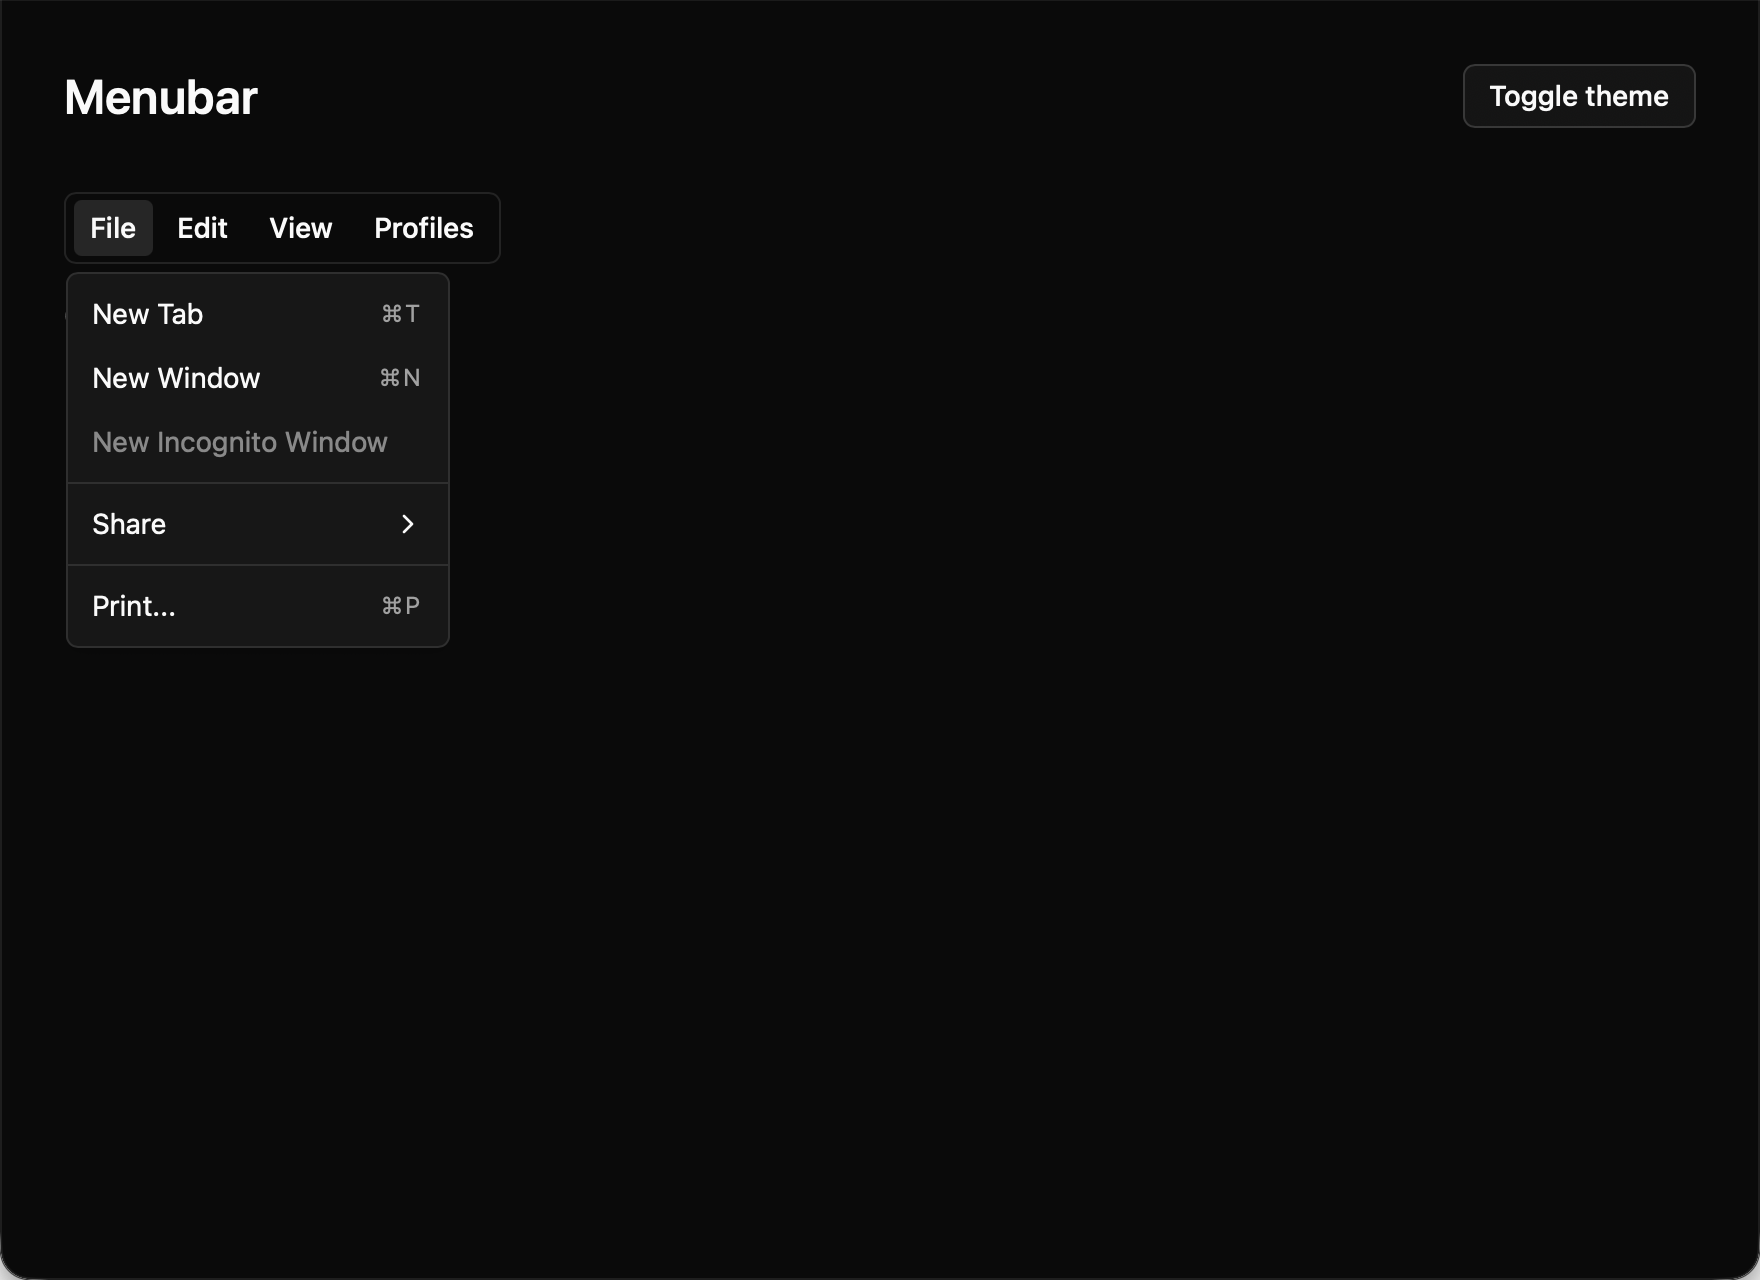 Menubar
Toggle theme
File Edit View Profiles
New Tab ⌘T
New Window ⌘N
New Incognito Window
Share
Print... ⌘P